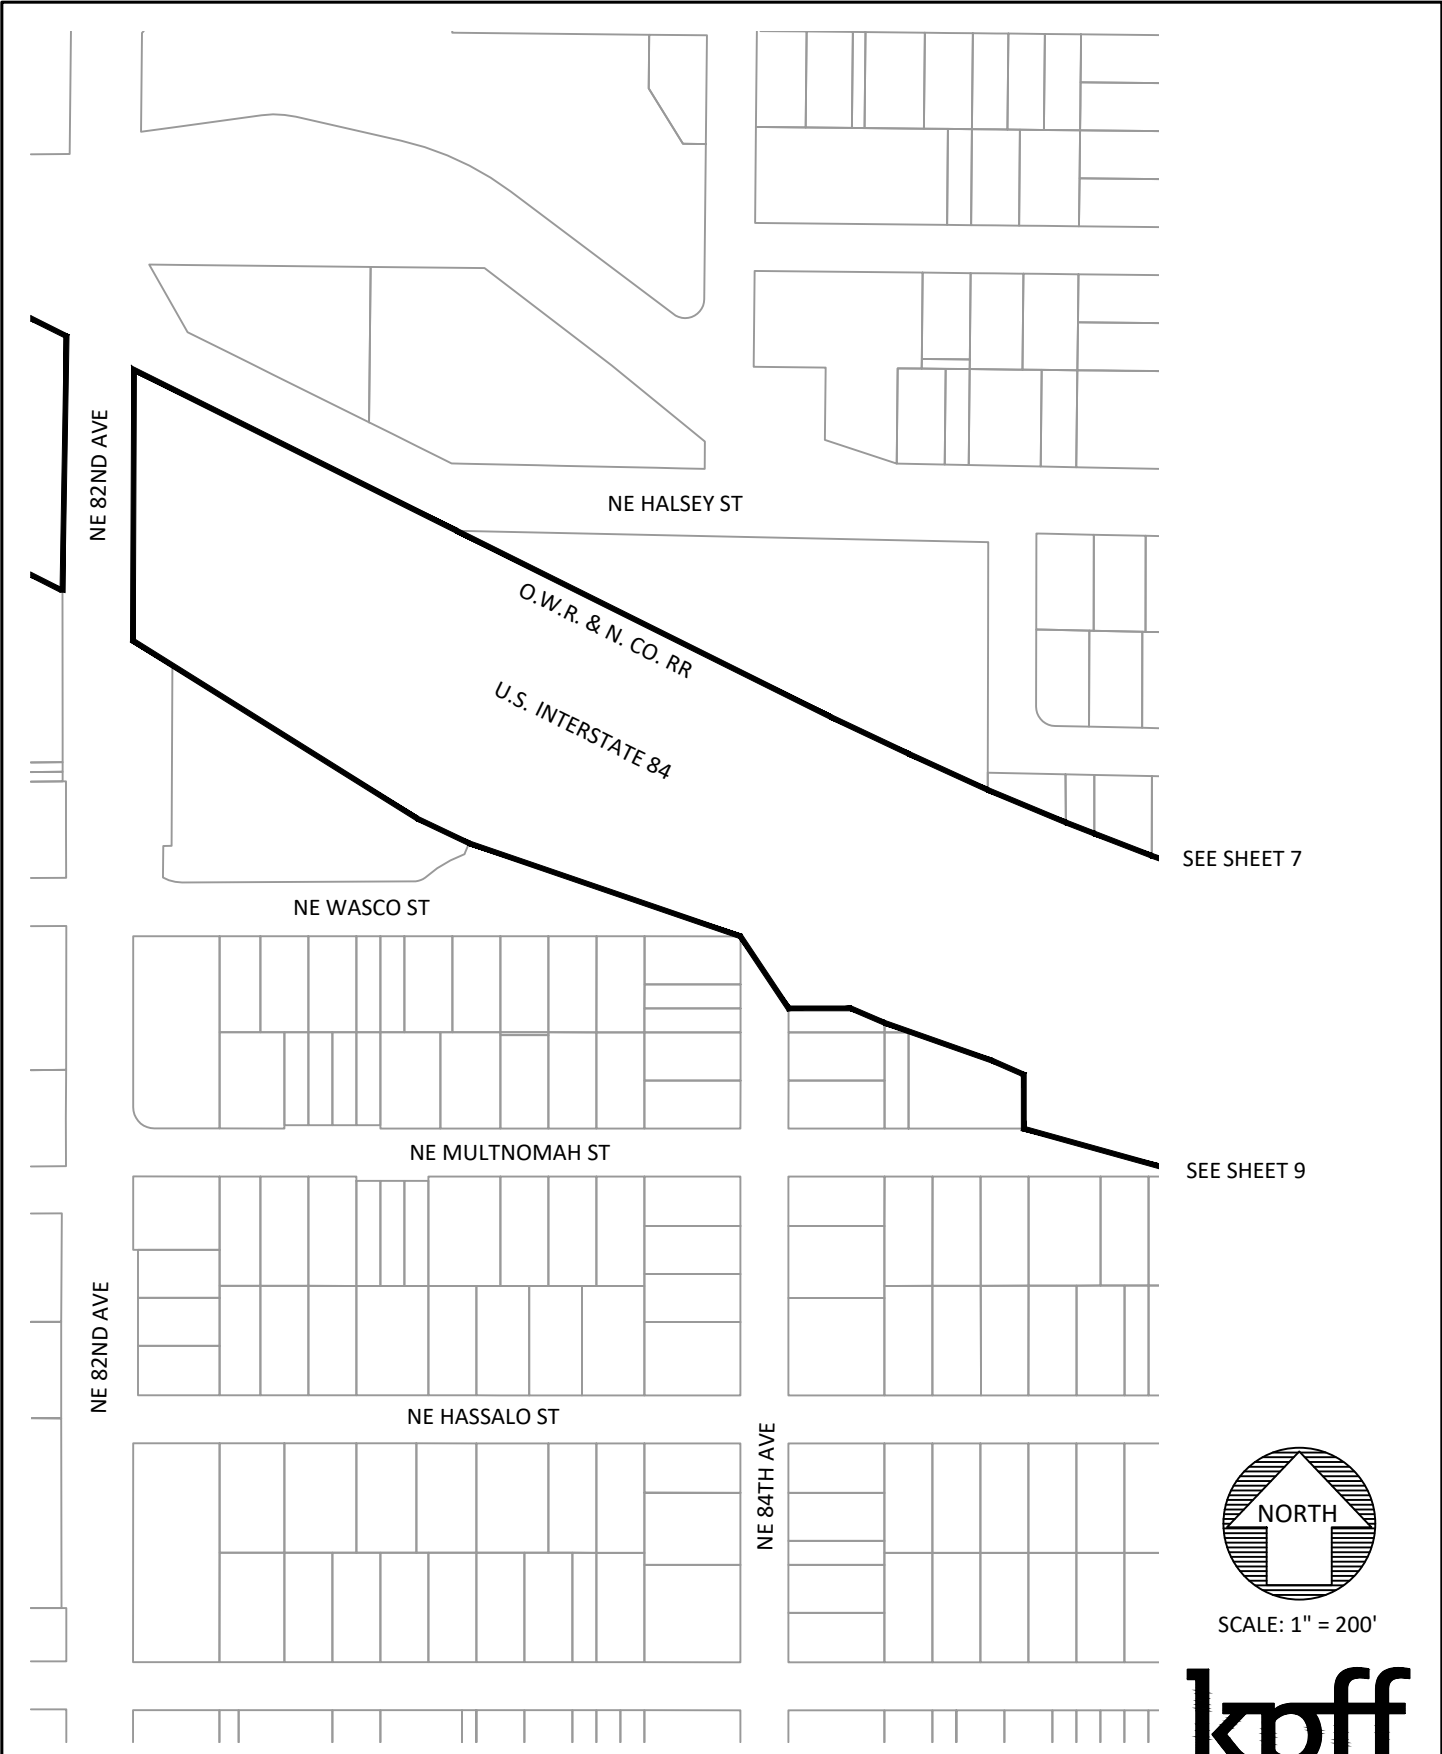 NE 82ND AVE
NE HALSEY ST
O.W.R. & N. CO. RR
U.S. INTERSTATE 84
SEE SHEET 7
NE WASCO ST
NE MULTNOMAH ST
SEE SHEET 9
NE 82ND AVE
NE HASSALO ST
NE 84TH AVE
NORTH
SCALE: 1" = 200'
kpff